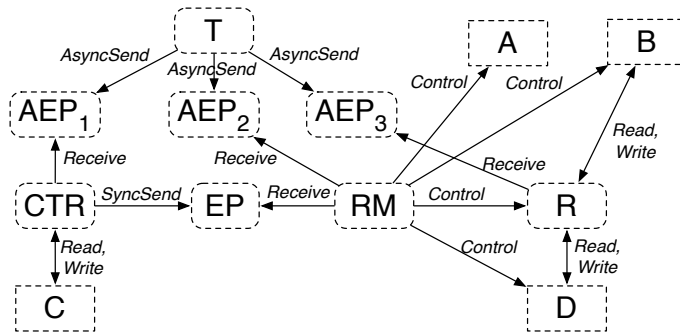 T
A
B
AsyncSend
AsyncSend
AsyncSend
Control
Control
AEP1
AEP2
AEP3
Read,
Write
Receive
Receive
Receive
CTR
SyncSend
EP
Receive
RM
Control
R
Read,
Write
Control
Read,
Write
C
D